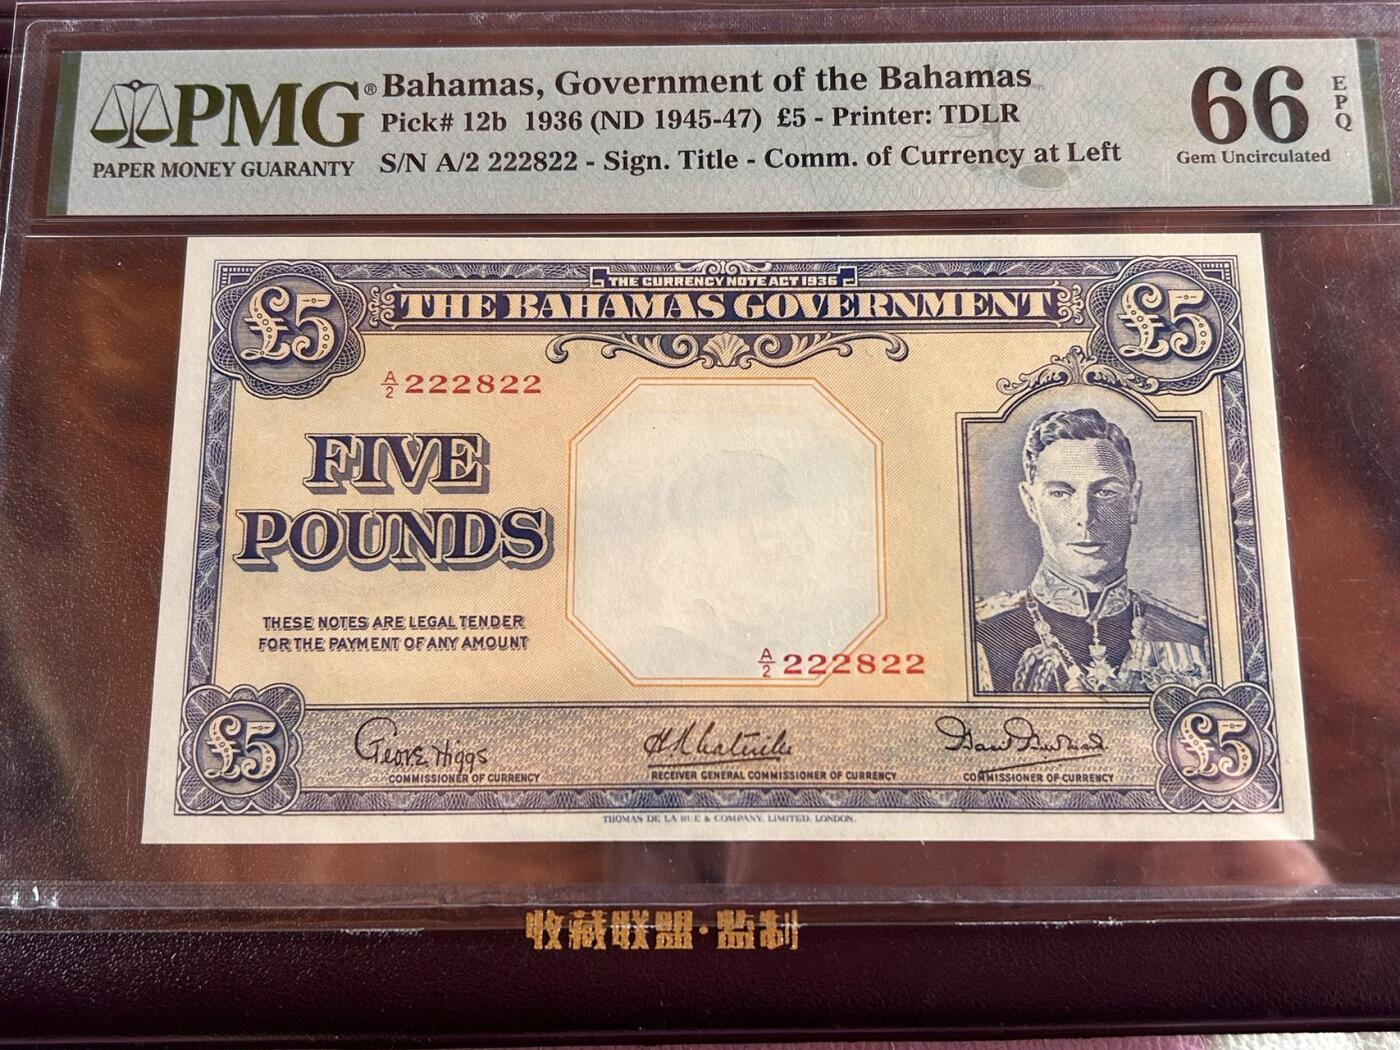 PMG®
PAPER MONEY GUARANTY
Bahamas, Government of the Bahamas
Pick# 12b 1936 (ND 1945-47) £5 - Printer: TDLR
S/N A/2 222822 - Sign. Title - Comm. of Currency at Left
66
EPQ
Gem Uncirculated
THE CURRENCY NOTE ACT 1936
£5 THE BAHAMAS GOVERNMENT £5
A/2 222822
FIVE
POUNDS
THESE NOTES ARE LEGAL TENDER
FOR THE PAYMENT OF ANY AMOUNT
A/2 222822
£5
£5
Geo. E. Higgs
COMMISSIONER OF CURRENCY
RECEIVER GENERAL COMMISSIONER OF CURRENCY
COMMISSIONER OF CURRENCY
THOMAS DE LA RUE & COMPANY, LIMITED, LONDON.
收藏联盟·监制